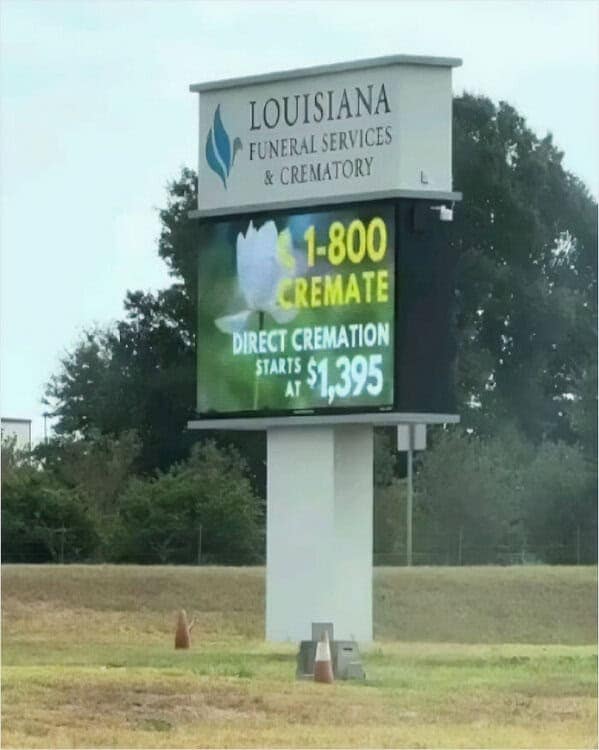 LOUISIANA
FUNERAL SERVICES
& CREMATORY
1-800
CREMATE
DIRECT CREMATION
STARTS
AT $1,395